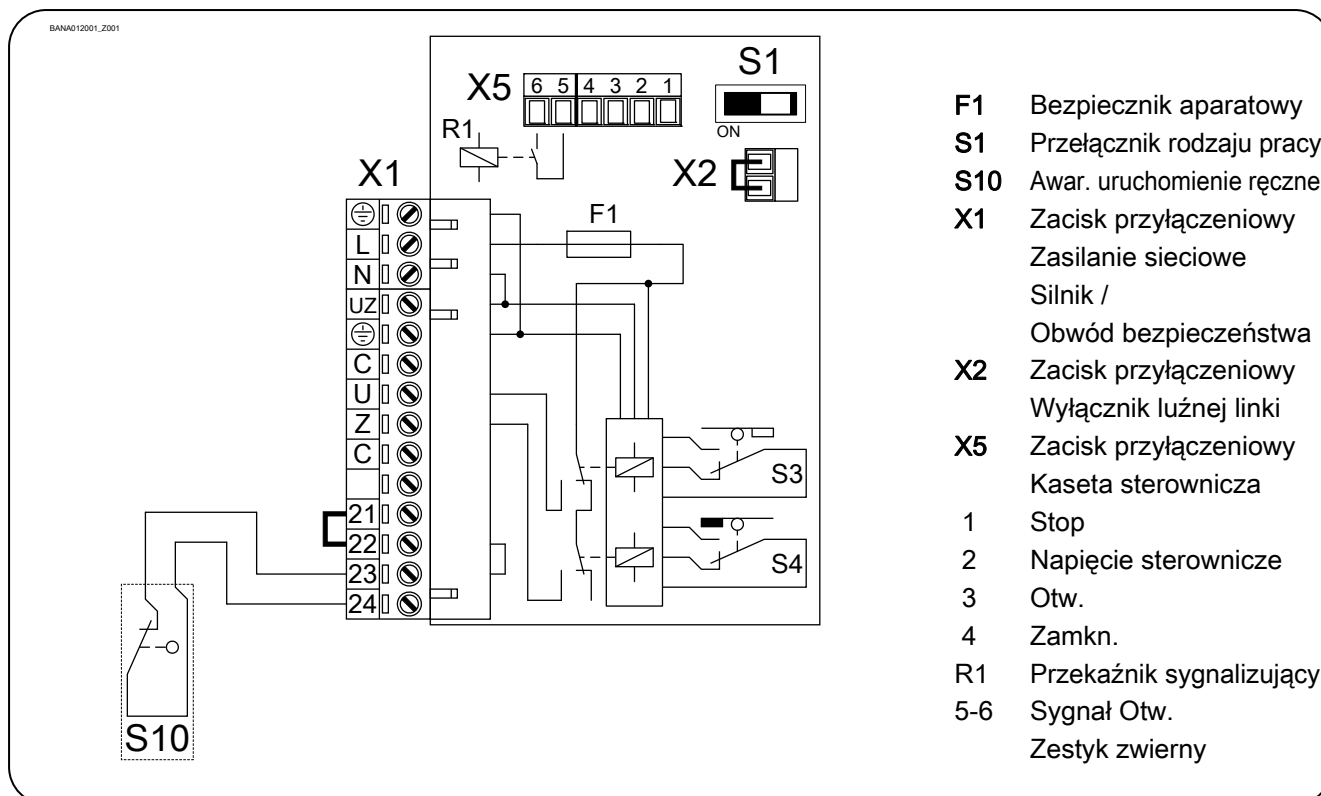 BANA012001_Z001
S1
X5
6 5 4 3 2 1
ON
R1
X2
X1
F1
L
N
UZ
C
U
Z
C
21
22
23
24
S3
S4
S10
F1 Bezpiecznik aparatowy
S1 Przełącznik rodzaju pracy
S10 Awar. uruchomienie ręczne
X1 Zacisk przyłączeniowy
Zasilanie sieciowe
Silnik /
Obwód bezpieczeństwa
X2 Zacisk przyłączeniowy
Wyłącznik luźnej linki
X5 Zacisk przyłączeniowy
Kaseta sterownicza
1 Stop
2 Napięcie sterownicze
3 Otw.
4 Zamkn.
R1 Przekaźnik sygnalizujący
5-6 Sygnał Otw.
Zestyk zwierny